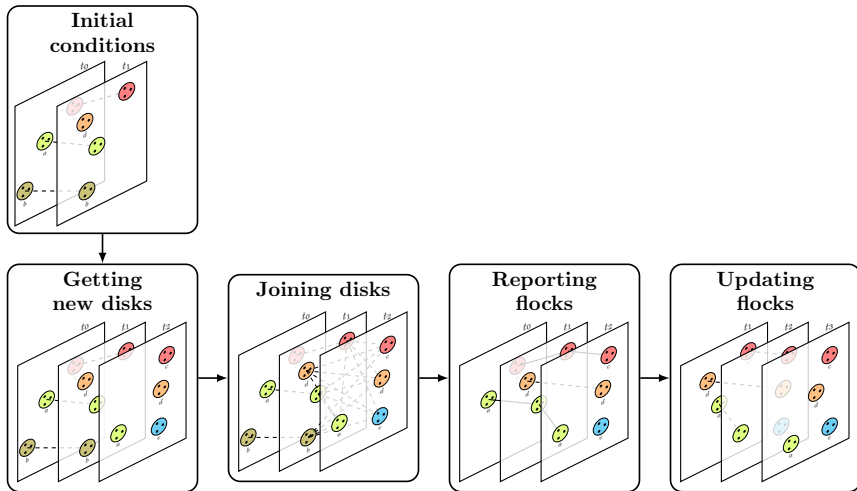 Initial
conditions
t0
t1
d
a
b
b
Getting
new disks
t0
t1
t2
c
d
d
a
e
b
b
a
Joining disks
t0
t1
t2
c
d
d
a
a
e
b
b
Reporting
flocks
t0
t1
t2
c
d
d
a
e
a
Updating
flocks
t1
t2
t3
c
d
d
a
e
a